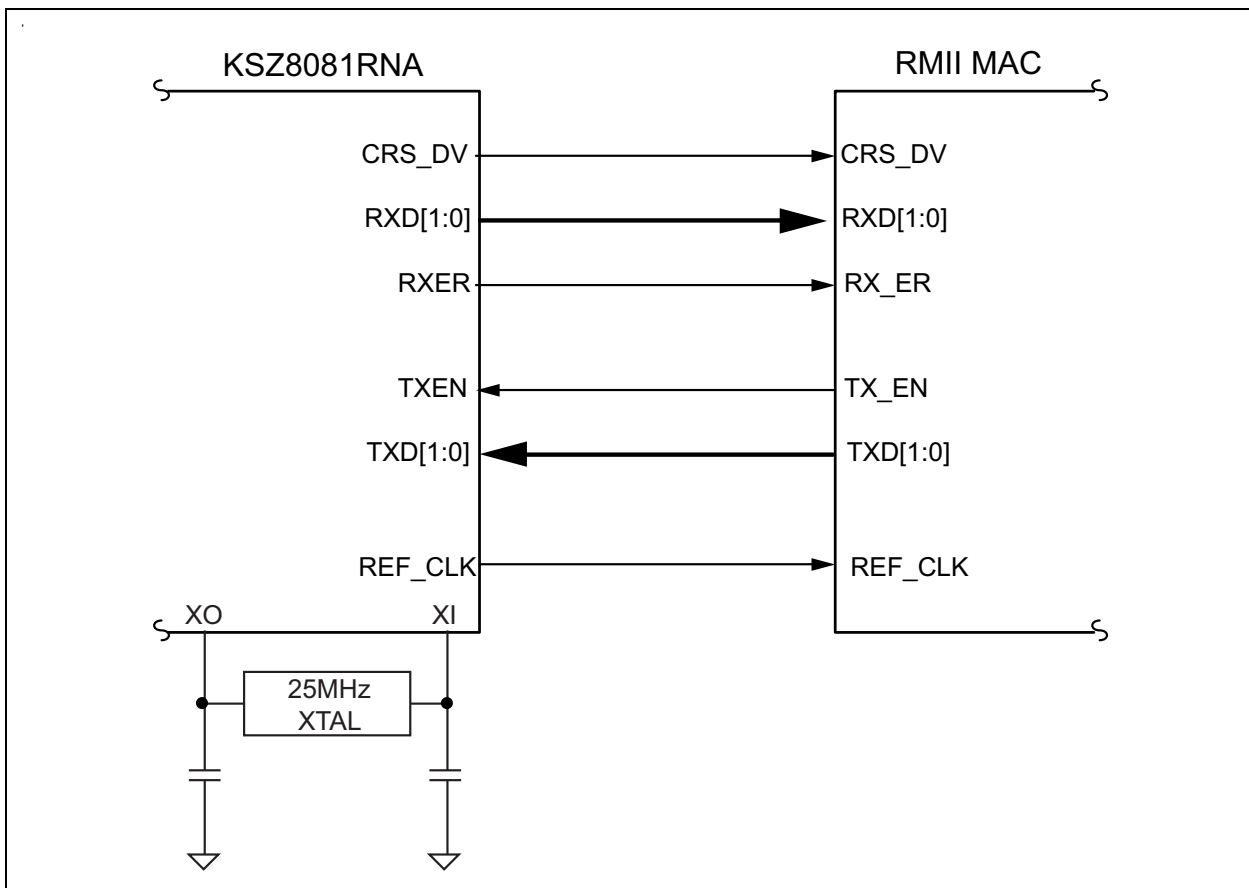 KSZ8081RNA
RMII MAC
CRS_DV
CRS_DV
RXD[1:0]
RXD[1:0]
RXER
RX_ER
TXEN
TX_EN
TXD[1:0]
TXD[1:0]
REF_CLK
REF_CLK
XO
XI
25MHz
XTAL